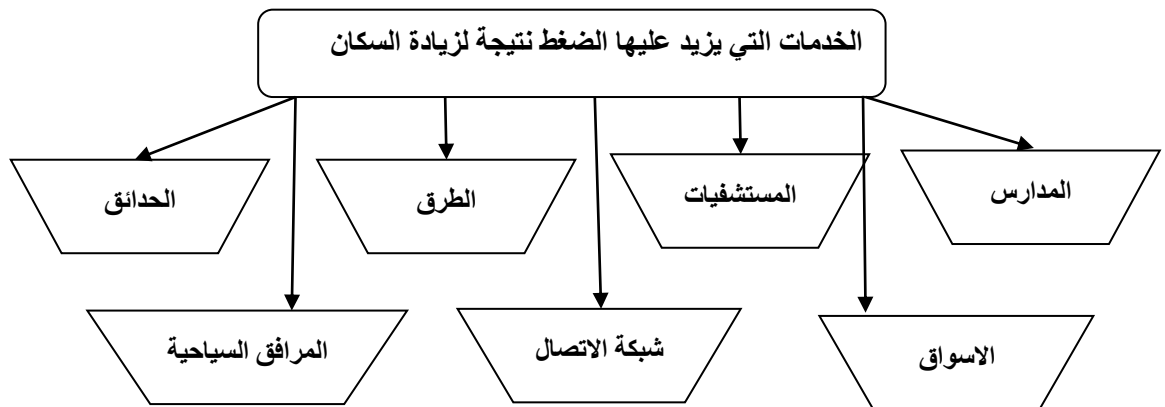 الخدمات التي يزيد عليها الضغط نتيجة لزيادة السكان
المدارس
المستشفيات
الطرق
الحدائق
الاسواق
شبكة الاتصال
المرافق السياحية